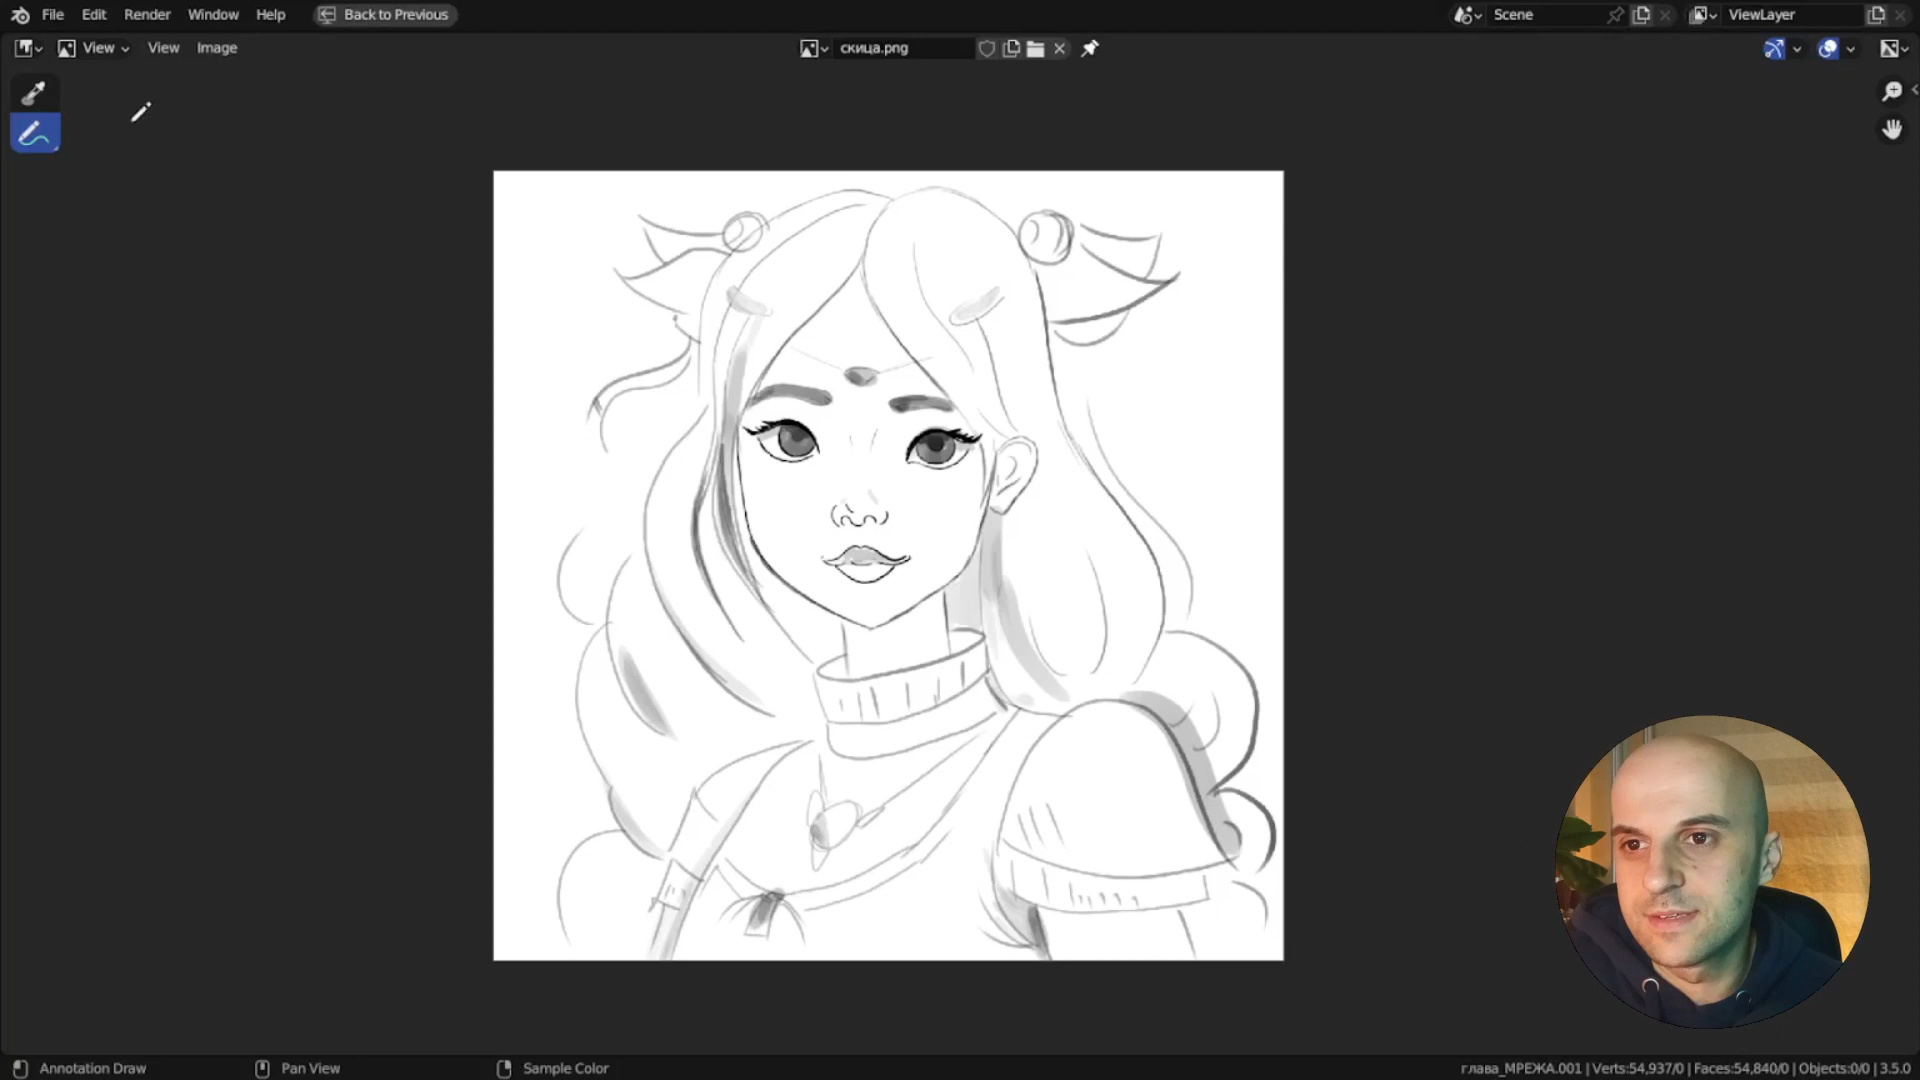 File Edit Render Window Help Back to Previous Scene ViewLayer
View View Image скица.png
Annotation Draw Pan View Sample Color глава_МРЕЖА.001 | Verts:54,937/0 | Faces:54,840/0 | Objects:0/0 | 3.5.0